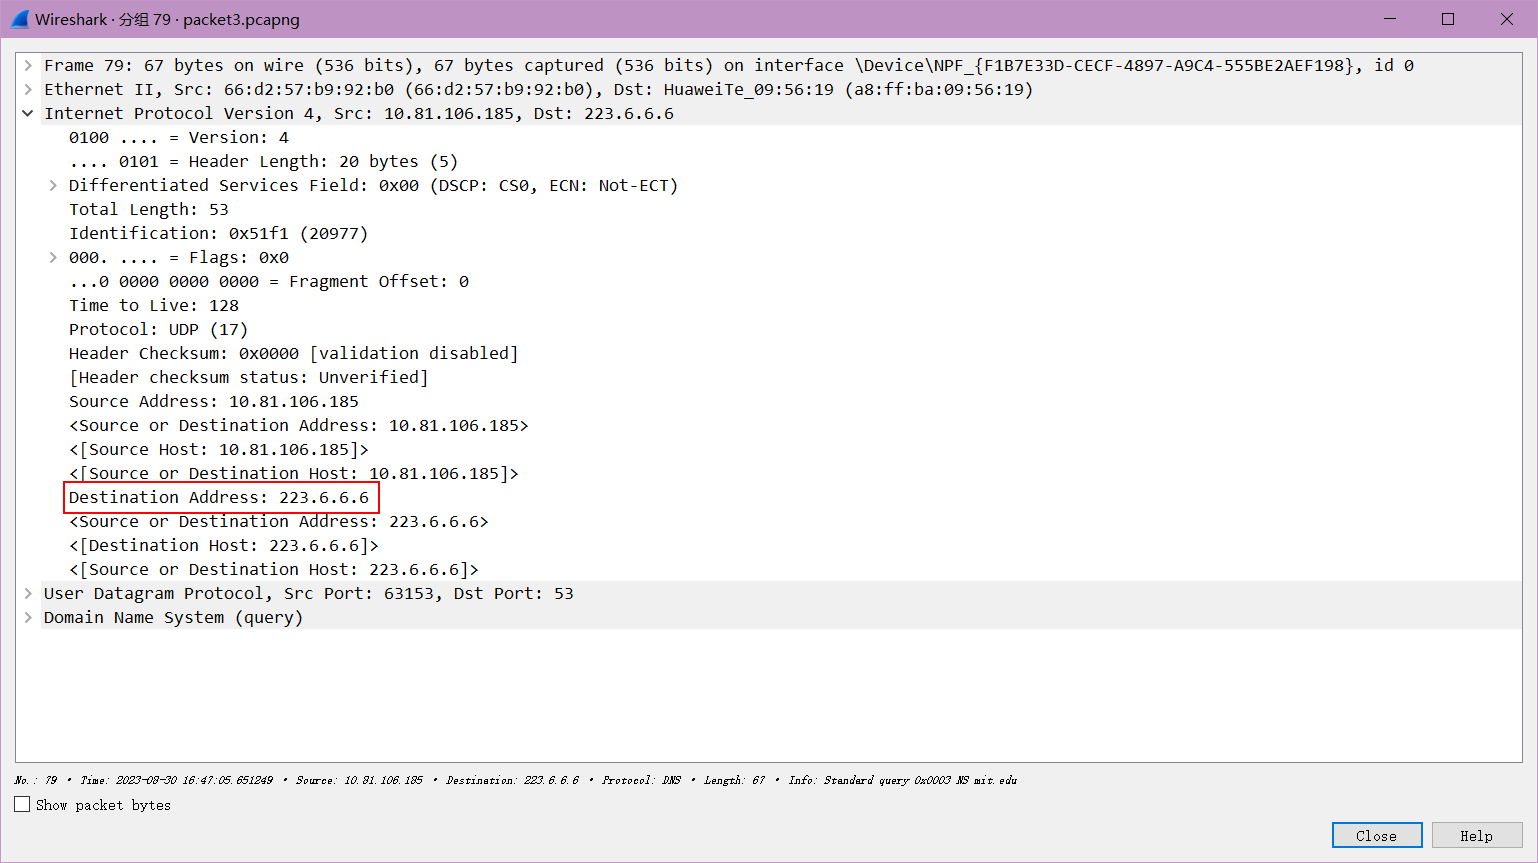 Wireshark · 分组 79 · packet3.pcapng
Frame 79: 67 bytes on wire (536 bits), 67 bytes captured (536 bits) on interface \Device\NPF_{F1B7E33D-CECF-4897-A9C4-555BE2AEF198}, id 0
Ethernet II, Src: 66:d2:57:b9:92:b0 (66:d2:57:b9:92:b0), Dst: HuaweiTe_09:56:19 (a8:ff:ba:09:56:19)
Internet Protocol Version 4, Src: 10.81.106.185, Dst: 223.6.6.6
0100 .... = Version: 4
.... 0101 = Header Length: 20 bytes (5)
Differentiated Services Field: 0x00 (DSCP: CS0, ECN: Not-ECT)
Total Length: 53
Identification: 0x51f1 (20977)
000. .... = Flags: 0x0
...0 0000 0000 0000 = Fragment Offset: 0
Time to Live: 128
Protocol: UDP (17)
Header Checksum: 0x0000 [validation disabled]
[Header checksum status: Unverified]
Source Address: 10.81.106.185
<Source or Destination Address: 10.81.106.185>
<[Source Host: 10.81.106.185]>
<[Source or Destination Host: 10.81.106.185]>
Destination Address: 223.6.6.6
<Source or Destination Address: 223.6.6.6>
<[Destination Host: 223.6.6.6]>
<[Source or Destination Host: 223.6.6.6]>
User Datagram Protocol, Src Port: 63153, Dst Port: 53
Domain Name System (query)
No.: 79 · Time: 2023-08-30 16:47:05.651249 · Source: 10.81.106.185 · Destination: 223.6.6.6 · Protocol: DNS · Length: 67 · Info: Standard query 0x0003 NS mit.edu
Show packet bytes
Close
Help